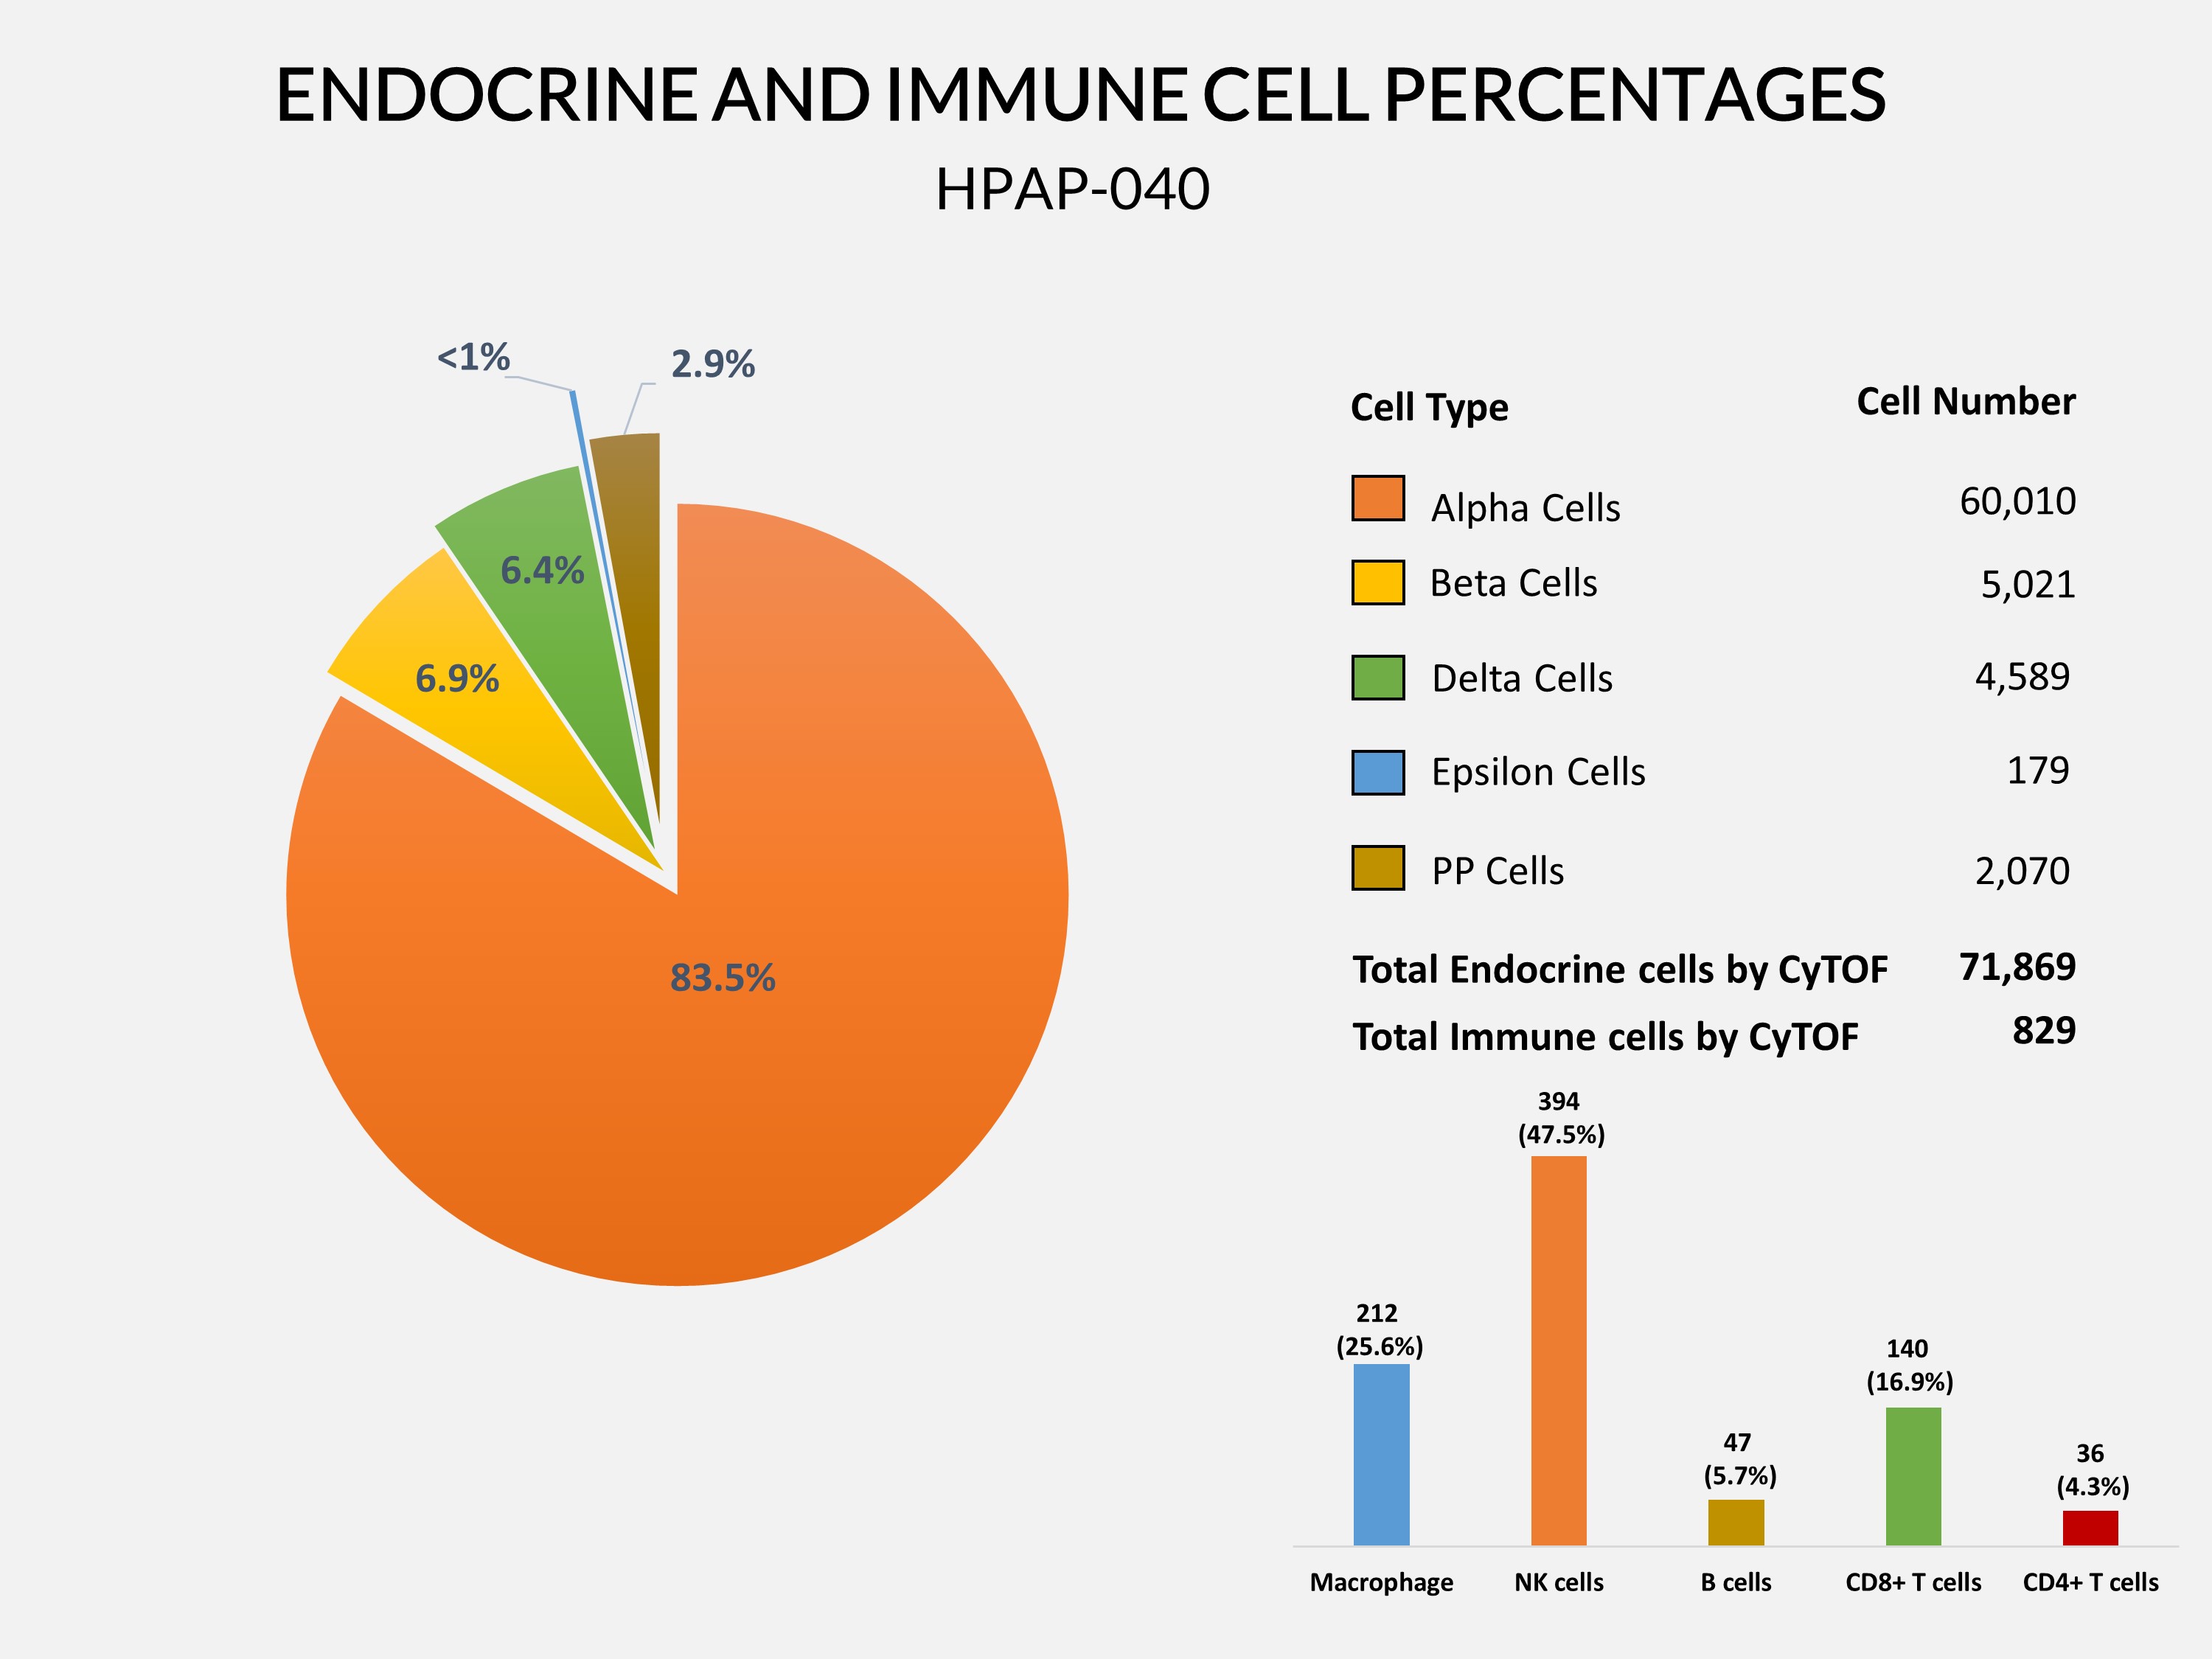 ENDOCRINE AND IMMUNE CELL PERCENTAGES
HPAP-040
<1%
2.9%
6.4%
6.9%
83.5%
Cell Type Cell Number
Alpha Cells 60,010
Beta Cells 5,021
Delta Cells 4,589
Epsilon Cells 179
PP Cells 2,070
Total Endocrine cells by CyTOF 71,869
Total Immune cells by CyTOF 829
394
(47.5%)
212
(25.6%)
140
(16.9%)
47
(5.7%)
36
(4.3%)
Macrophage NK cells B cells CD8+ T cells CD4+ T cells